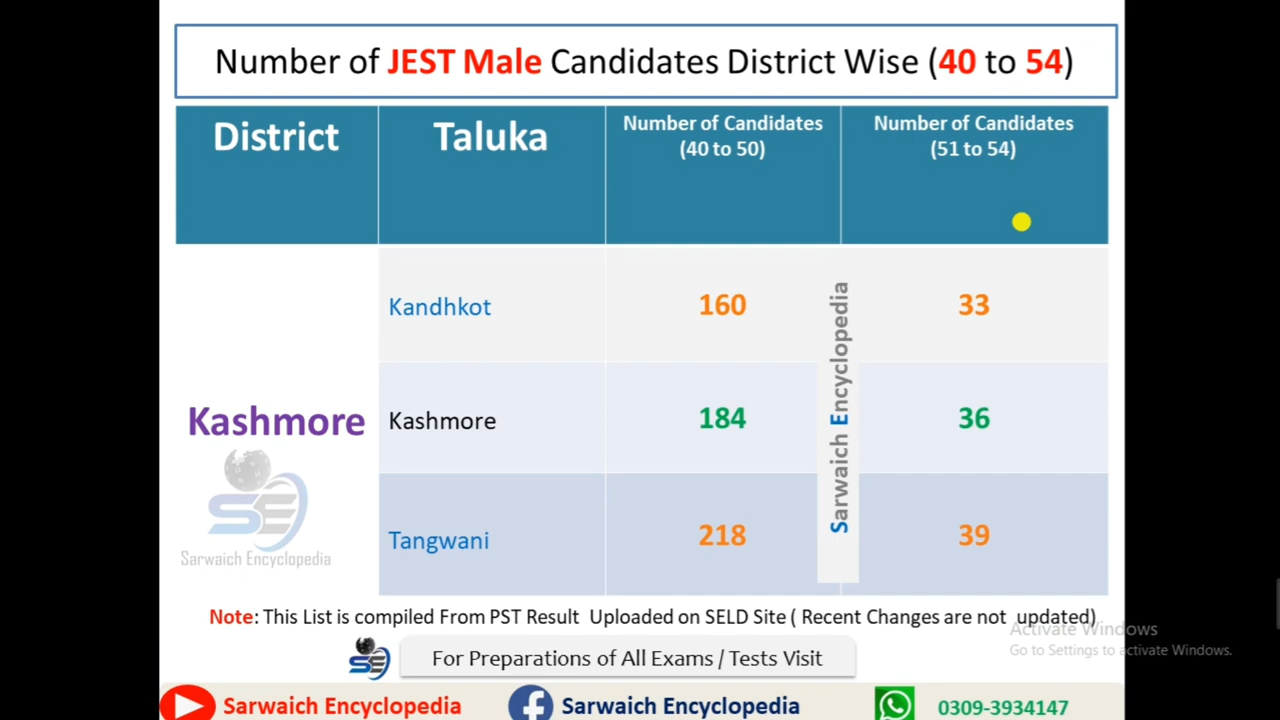 Number of JEST Male Candidates District Wise (40 to 54)
District
Taluka
Number of Candidates
(40 to 50)
Number of Candidates
(51 to 54)
Kashmore
Kandhkot
160
33
Kashmore
184
36
Tangwani
218
39
Sarwaich Encyclopedia
SE
Sarwaich Encyclopedia
Note: This List is compiled From PST Result Uploaded on SELD Site ( Recent Changes are not updated)
Activate Windows
Go to Settings to activate Windows.
SE
For Preparations of All Exams / Tests Visit
Sarwaich Encyclopedia
Sarwaich Encyclopedia
0309-3934147